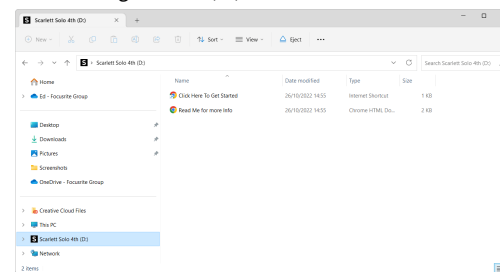 Scarlett Solo 4th (D:)
New
Sort
View
Eject
Scarlett Solo 4th (D:)
Search Scarlett Solo 4th (D:)
Home
Ed - Focusrite Group
Desktop
Downloads
Pictures
Screenshots
OneDrive - Focusrite Group
Creative Cloud Files
This PC
Scarlett Solo 4th (D:)
Network
Name Date modified Type Size
Click Here To Get Started 26/10/2022 14:55 Internet Shortcut 1 KB
Read Me for more Info 26/10/2022 14:55 Chrome HTML Do... 2 KB
2 items